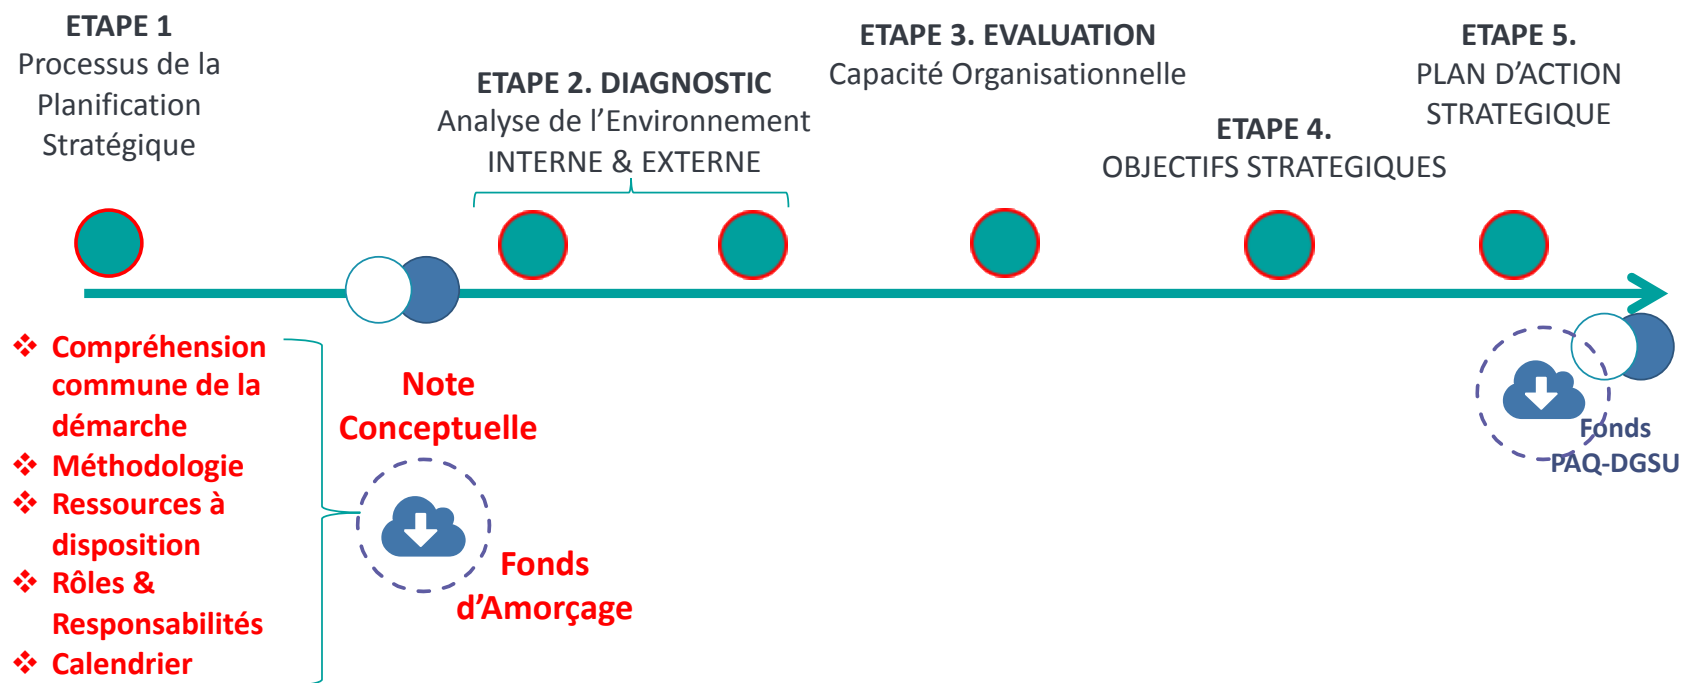 ETAPE 1
Processus de la
Planification
Stratégique
ETAPE 2. DIAGNOSTIC
Analyse de l’Environnement
INTERNE & EXTERNE
ETAPE 3. EVALUATION
Capacité Organisationnelle
ETAPE 4.
OBJECTIFS STRATEGIQUES
ETAPE 5.
PLAN D’ACTION
STRATEGIQUE
❖ Compréhension
commune de la
démarche
❖ Méthodologie
❖ Ressources à
disposition
❖ Rôles &
Responsabilités
❖ Calendrier
Note
Conceptuelle
Fonds
d’Amorçage
Fonds
PAQ-DGSU